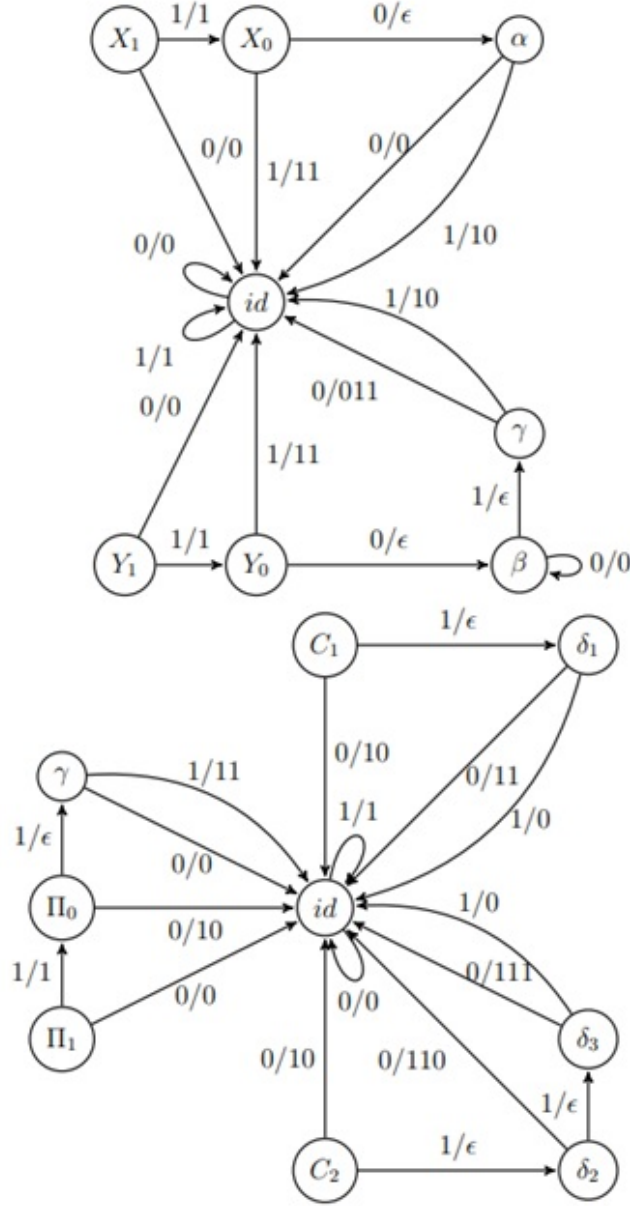 1/1 0/ϵ
X₁ X₀ α
0/0 0/0
1/11
0/0 1/10
id 1/10
1/1
0/0 0/011
γ
1/11
1/ϵ
1/1 0/ϵ
Y₁ Y₀ β 0/0
1/ϵ
C₁ δ₁
0/10
γ 1/11 0/11
1/1
1/ϵ 0/0 1/0
Π₀ id 1/0
0/10
1/1 0/111
0/0 0/0
Π₁ δ₃
0/10 0/110
1/ϵ
1/ϵ
C₂ δ₂